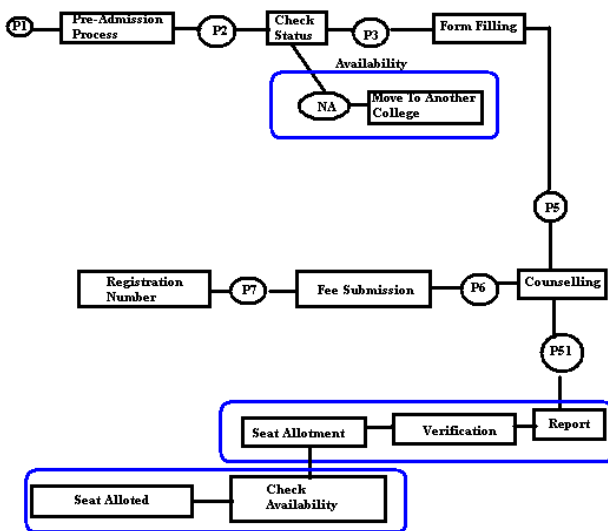 P1
Pre-Admission
Process
P2
Check
Status
P3
Form Filling
Availability
NA
Move To Another
College
P5
Registration
Number
P7
Fee Submission
P6
Counselling
P51
Seat Allotment
Verification
Report
Seat Alloted
Check
Availability